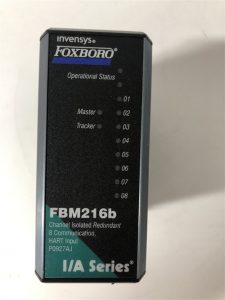 invensys
FOXBORO®
Operational Status
01
Master 02
Tracker 03
04
05
06
07
08
FBM216b
Channel Isolated Redundant
8 Communication,
HART Input
P0927AJ
I/A Series®